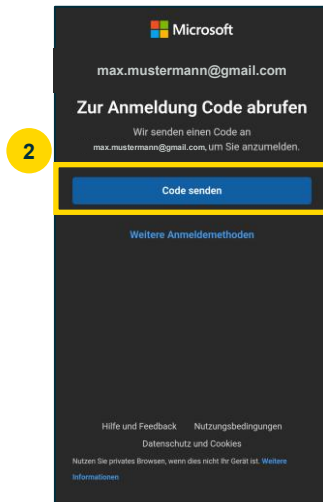 Microsoft
max.mustermann@gmail.com
Zur Anmeldung Code abrufen
Wir senden einen Code an
max.mustermann@gmail.com, um Sie anzumelden.
2
Code senden
Weitere Anmeldemethoden
Hilfe und Feedback Nutzungsbedingungen
Datenschutz und Cookies
Nutzen Sie privates Browsen, wenn dies nicht Ihr Gerät ist. Weitere
Informationen